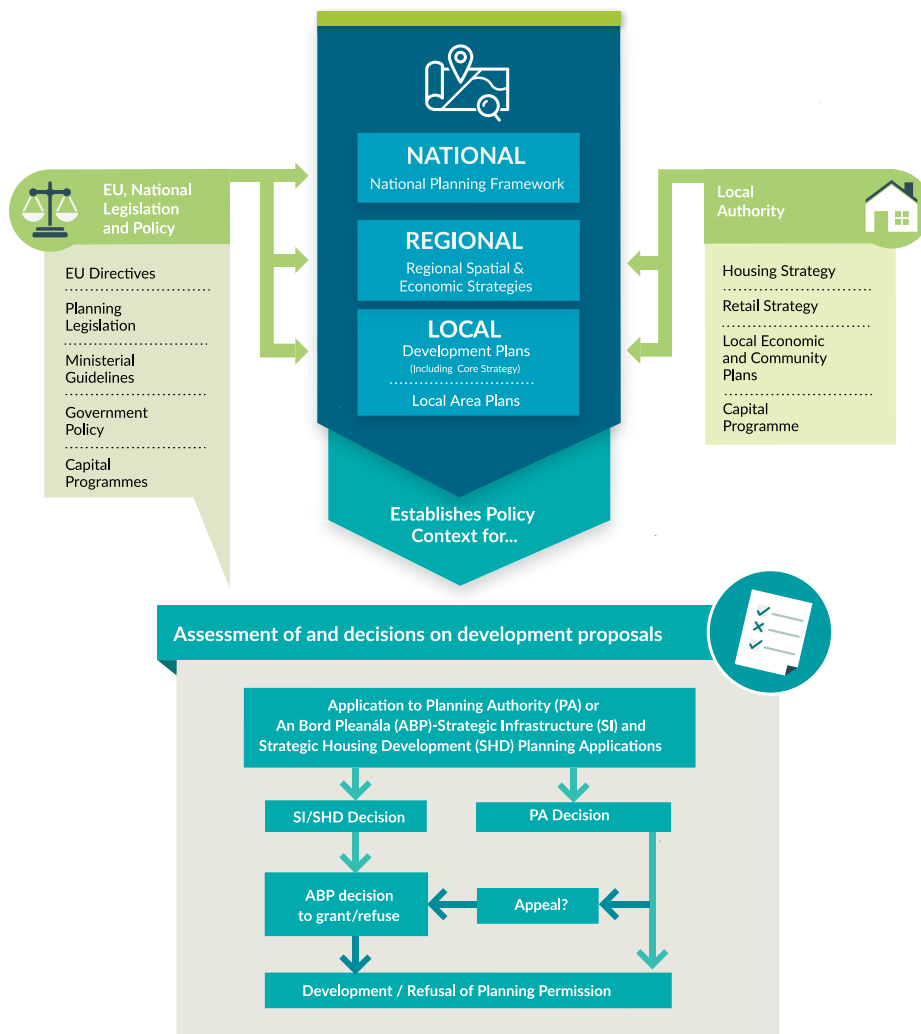 NATIONAL
National Planning Framework
REGIONAL
Regional Spatial &
Economic Strategies
LOCAL
Development Plans
(Including Core Strategy)
Local Area Plans
EU, National
Legislation
and Policy
EU Directives
Planning
Legislation
Ministerial
Guidelines
Government
Policy
Capital
Programmes
Local
Authority
Housing Strategy
Retail Strategy
Local Economic
and Community
Plans
Capital
Programme
Establishes Policy
Context for...
Assessment of and decisions on development proposals
Application to Planning Authority (PA) or
An Bord Pleanála (ABP)-Strategic Infrastructure (SI) and
Strategic Housing Development (SHD) Planning Applications
SI/SHD Decision
PA Decision
ABP decision
to grant/refuse
Appeal?
Development / Refusal of Planning Permission